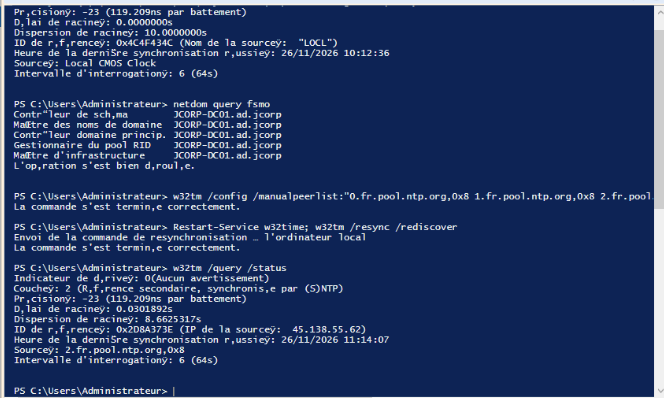 Pr,cisionÿ: -23 (119.209ns par battement)
D,lai de racineÿ: 0.0000000s
Dispersion de racineÿ: 10.0000000s
ID de r,f,renceÿ: 0x4C4F434C (Nom de la sourceÿ:  "LOCL")
Heure de la derniŠre synchronisation r,ussieÿ: 26/11/2026 10:12:36
Sourceÿ: Local CMOS Clock
Intervalle d'interrogationÿ: 6 (64s)
PS C:\Users\Administrateur> netdom query fsmo
Contr“leur de sch,ma        JCORP-DC01.ad.jcorp
MaŒtre des noms de domaine  JCORP-DC01.ad.jcorp
Contr“leur domaine princip. JCORP-DC01.ad.jcorp
Gestionnaire du pool RID    JCORP-DC01.ad.jcorp
MaŒtre d'infrastructure     JCORP-DC01.ad.jcorp
L'op,ration s'est bien d,roul,e.
PS C:\Users\Administrateur> w32tm /config /manualpeerlist:"0.fr.pool.ntp.org,0x8 1.fr.pool.ntp.org,0x8 2.fr.pool.
La commande s'est termin,e correctement.
PS C:\Users\Administrateur> Restart-Service w32time; w32tm /resync /rediscover
Envoi de la commande de resynchronisation … l'ordinateur local
La commande s'est termin,e correctement.
PS C:\Users\Administrateur> w32tm /query /status
Indicateur de d,riveÿ: 0(Aucun avertissement)
Coucheÿ: 2 (R,f,rence secondaire, synchronis,e par (S)NTP)
Pr,cisionÿ: -23 (119.209ns par battement)
D,lai de racineÿ: 0.0301892s
Dispersion de racineÿ: 8.6625317s
ID de r,f,renceÿ: 0x2D8A373E (IP de la sourceÿ:  45.138.55.62)
Heure de la derniŠre synchronisation r,ussieÿ: 26/11/2026 11:14:07
Sourceÿ: 2.fr.pool.ntp.org,0x8
Intervalle d'interrogationÿ: 6 (64s)
PS C:\Users\Administrateur>